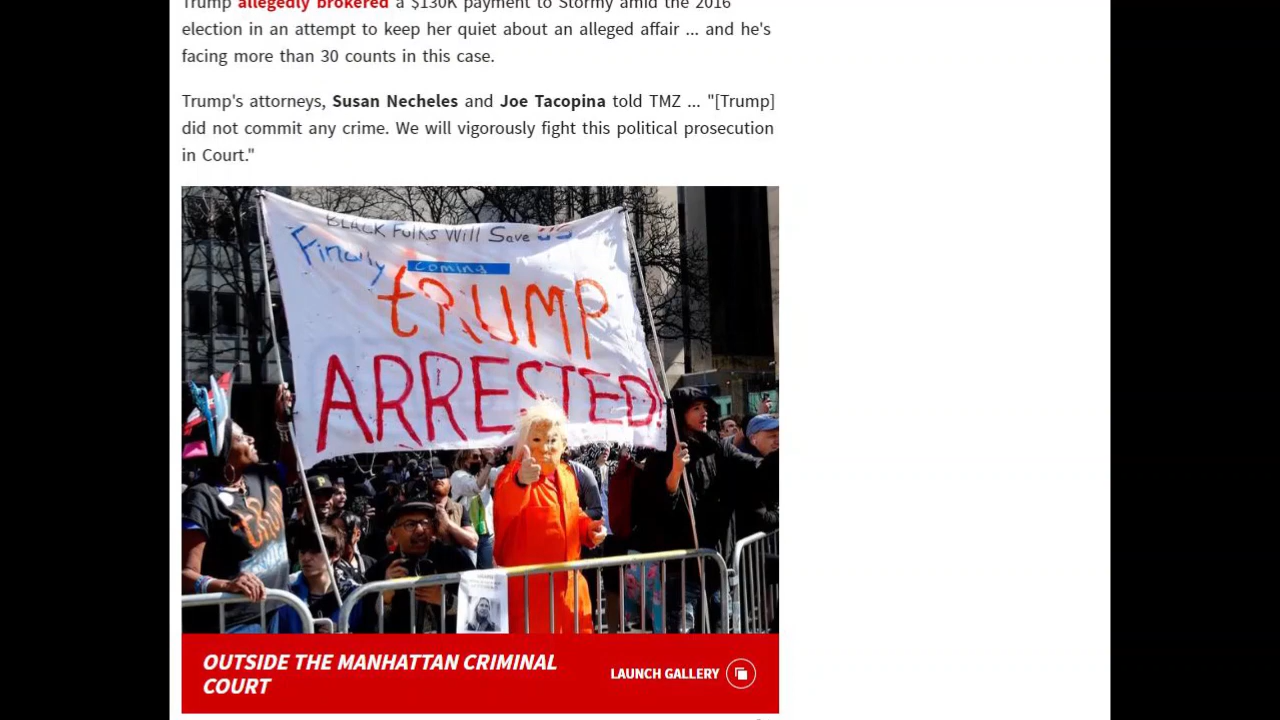 Trump allegedly brokered a $130K payment to Stormy amid the 2016
election in an attempt to keep her quiet about an alleged affair ... and he's
facing more than 30 counts in this case.
Trump's attorneys, Susan Necheles and Joe Tacopina told TMZ ... "[Trump]
did not commit any crime. We will vigorously fight this political prosecution
in Court."
BLACK FOLKS WILL Save US
Finally
coming
tRUMP
ARRESTED!
OUTSIDE THE MANHATTAN CRIMINAL
COURT
LAUNCH GALLERY